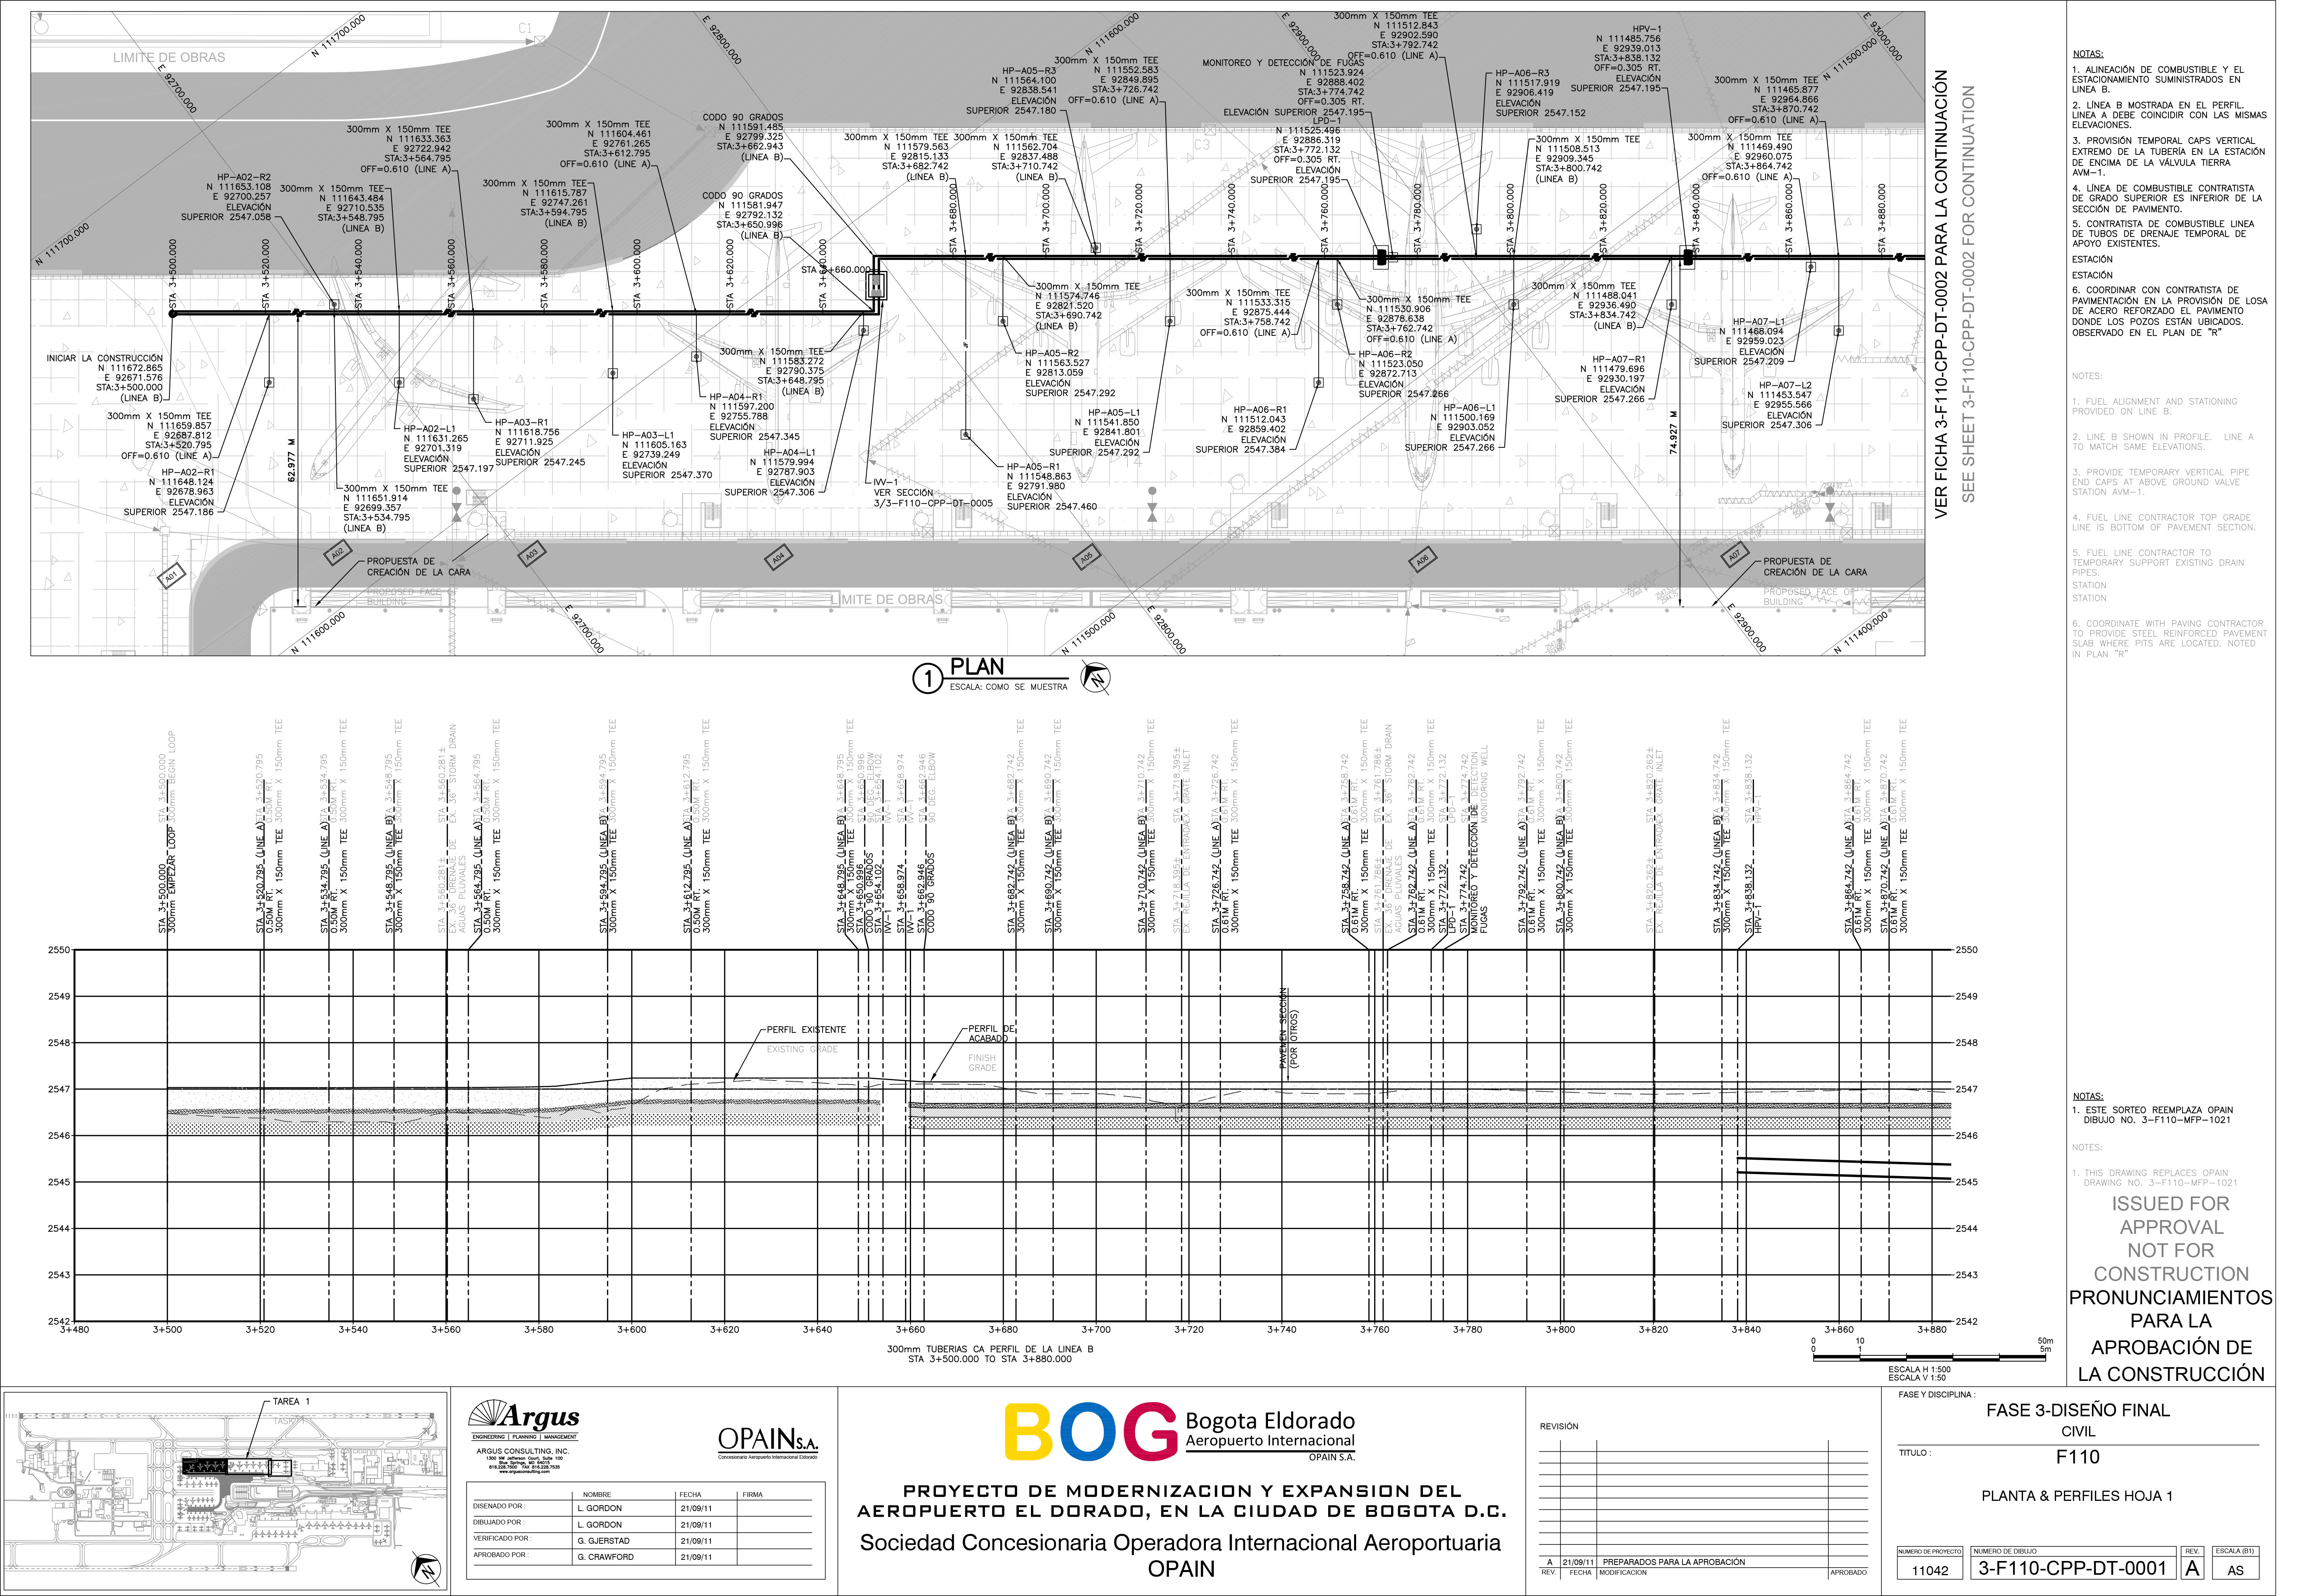 LIMITE DE OBRAS
C1
C3
N 111700.000
E 92700.000
E 92800.000
N 111600.000
E 92900.000
E 93000.000
N 111500.000
N 111700.000
300mm X 150mm TEE
N 111633.363
E 92722.942
STA:3+564.795
OFF=0.610 (LINE A)
HP-A02-R2
N 111653.108
E 92700.257
ELEVACIÓN
SUPERIOR 2547.058
300mm X 150mm TEE
N 111643.484
E 92710.535
STA:3+548.795
(LINEA B)
300mm X 150mm TEE
N 111604.461
E 92761.265
STA:3+612.795
OFF=0.610 (LINE A)
300mm X 150mm TEE
N 111615.787
E 92747.261
STA:3+594.795
(LINEA B)
CODO 90 GRADOS
N 111591.485
E 92799.325
STA:3+662.943
(LINEA B)
CODO 90 GRADOS
N 111581.947
E 92792.132
STA:3+650.996
(LINEA B)
300mm X 150mm TEE
N 111579.563
E 92815.133
STA:3+682.742
(LINEA B)
300mm X 150mm TEE
N 111562.704
E 92837.488
STA:3+710.742
(LINEA B)
HP-A05-R3
N 111564.100
E 92838.541
ELEVACIÓN
SUPERIOR 2547.180
300mm X 150mm TEE
N 111552.583
E 92849.895
STA:3+726.742
OFF=0.610 (LINE A)
MONITOREO Y DETECCIÓN DE FUGAS
N 111523.924
E 92888.402
STA:3+774.742
OFF=0.305 RT.
ELEVACIÓN SUPERIOR 2547.195
LPD-1
N 111525.496
E 92886.319
STA:3+772.132
OFF=0.305 RT.
ELEVACIÓN
SUPERIOR 2547.195
300mm X 150mm TEE
N 111512.843
E 92902.590
STA:3+792.742
OFF=0.610 (LINE A)
HP-A06-R3
N 111517.919
E 92906.419
ELEVACIÓN
SUPERIOR 2547.152
HPV-1
N 111485.756
E 92939.013
STA:3+838.132
OFF=0.305 RT.
ELEVACIÓN
SUPERIOR 2547.195
300mm X 150mm TEE
N 111508.513
E 92909.345
STA:3+800.742
(LINEA B)
300mm X 150mm TEE
N 111465.877
E 92964.866
STA:3+870.742
OFF=0.610 (LINE A)
300mm X 150mm TEE
N 111469.490
E 92960.075
STA:3+864.742
OFF=0.610 (LINE A)
STA 3+500.000
STA 3+520.000
STA 3+540.000
STA 3+560.000
STA 3+580.000
STA 3+600.000
STA 3+620.000
STA 3+640.000
STA 3+660.000
STA 3+680.000
STA 3+700.000
STA 3+720.000
STA 3+740.000
STA 3+760.000
STA 3+780.000
STA 3+800.000
STA 3+820.000
STA 3+840.000
STA 3+860.000
STA 3+880.000
INICIAR LA CONSTRUCCIÓN
N 111672.865
E 92671.576
STA:3+500.000
(LINEA B)
300mm X 150mm TEE
N 111659.857
E 92687.812
STA:3+520.795
OFF=0.610 (LINE A)
HP-A02-R1
N 111648.124
E 92678.963
ELEVACIÓN
SUPERIOR 2547.186
62.977 M
300mm X 150mm TEE
N 111651.914
E 92699.357
STA:3+534.795
(LINEA B)
HP-A02-L1
N 111631.265
E 92701.319
ELEVACIÓN
SUPERIOR 2547.197
HP-A03-R1
N 111618.756
E 92711.925
ELEVACIÓN
SUPERIOR 2547.245
HP-A03-L1
N 111605.163
E 92739.249
ELEVACIÓN
SUPERIOR 2547.370
300mm X 150mm TEE
N 111583.272
E 92790.375
STA:3+648.795
(LINEA B)
HP-A04-R1
N 111597.200
E 92755.788
ELEVACIÓN
SUPERIOR 2547.345
HP-A04-L1
N 111579.994
E 92787.903
ELEVACIÓN
SUPERIOR 2547.306
IVV-1
VER SECCIÓN
3/3-F110-CPP-DT-0005
300mm X 150mm TEE
N 111574.746
E 92821.520
STA:3+690.742
(LINEA B)
HP-A05-R2
N 111563.527
E 92813.059
ELEVACIÓN
SUPERIOR 2547.292
HP-A05-L1
N 111541.850
E 92841.801
ELEVACIÓN
SUPERIOR 2547.292
HP-A05-R1
N 111548.863
E 92791.980
ELEVACIÓN
SUPERIOR 2547.460
300mm X 150mm TEE
N 111533.315
E 92875.444
STA:3+758.742
OFF=0.610 (LINE A)
300mm X 150mm TEE
N 111530.906
E 92878.638
STA:3+762.742
OFF=0.610 (LINE A)
HP-A06-R2
N 111523.050
E 92872.713
ELEVACIÓN
SUPERIOR 2547.266
HP-A06-R1
N 111512.043
E 92859.402
ELEVACIÓN
SUPERIOR 2547.384
HP-A06-L1
N 111500.169
E 92903.052
ELEVACIÓN
SUPERIOR 2547.266
300mm X 150mm TEE
N 111488.041
E 92936.490
STA:3+834.742
(LINEA B)
HP-A07-R1
N 111479.696
E 92930.197
ELEVACIÓN
SUPERIOR 2547.266
74.927 M
HP-A07-L1
N 111468.094
E 92959.023
ELEVACIÓN
SUPERIOR 2547.209
HP-A07-L2
N 111453.547
E 92955.566
ELEVACIÓN
SUPERIOR 2547.306
A01
A02
A03
A04
A05
A06
A07
PROPUESTA DE
CREACIÓN DE LA CARA
PROPOSED FACE OF
BUILDING
LIMITE DE OBRAS
PROPUESTA DE
CREACIÓN DE LA CARA
PROPOSED FACE OF
BUILDING
N 111600.000
E 92700.000
N 111500.000
E 92800.000
E 92900.000
N 111400.000
VER FICHA 3-F110-CPP-DT-0002 PARA LA CONTINUACIÓN
SEE SHEET 3-F110-CPP-DT-0002 FOR CONTINUATION
1
PLAN
ESCALA: COMO SE MUESTRA
N
NOTAS:
1. ALINEACIÓN DE COMBUSTIBLE Y EL
ESTACIONAMIENTO SUMINISTRADOS EN
LINEA B.
2. LÍNEA B MOSTRADA EN EL PERFIL.
LINEA A DEBE COINCIDIR CON LAS MISMAS
ELEVACIONES.
3. PROVISIÓN TEMPORAL CAPS VERTICAL
EXTREMO DE LA TUBERÍA EN LA ESTACIÓN
DE ENCIMA DE LA VÁLVULA TIERRA
AVM-1.
4. LÍNEA DE COMBUSTIBLE CONTRATISTA
DE GRADO SUPERIOR ES INFERIOR DE LA
SECCIÓN DE PAVIMENTO.
5. CONTRATISTA DE COMBUSTIBLE LINEA
DE TUBOS DE DRENAJE TEMPORAL DE
APOYO EXISTENTES.
ESTACIÓN
ESTACIÓN
6. COORDINAR CON CONTRATISTA DE
PAVIMENTACIÓN EN LA PROVISIÓN DE LOSA
DE ACERO REFORZADO EL PAVIMENTO
DONDE LOS POZOS ESTÁN UBICADOS.
OBSERVADO EN EL PLAN DE "R"
NOTES:
1. FUEL ALIGNMENT AND STATIONING
PROVIDED ON LINE B.
2. LINE B SHOWN IN PROFILE. LINE A
TO MATCH SAME ELEVATIONS.
3. PROVIDE TEMPORARY VERTICAL PIPE
END CAPS AT ABOVE GROUND VALVE
STATION AVM-1.
4. FUEL LINE CONTRACTOR TOP GRADE
LINE IS BOTTOM OF PAVEMENT SECTION.
5. FUEL LINE CONTRACTOR TO
TEMPORARY SUPPORT EXISTING DRAIN
PIPES.
STATION
STATION
6. COORDINATE WITH PAVING CONTRACTOR
TO PROVIDE STEEL REINFORCED PAVEMENT
SLAB WHERE PITS ARE LOCATED. NOTED
IN PLAN "R"
STA 3+500.000
300mm EMPEZAR LOOP
STA 3+520.795 (LINE A)
0.50M RT.
300mm X 150mm TEE
STA 3+534.795 (LINE A)
0.50M RT.
300mm X 150mm TEE
STA 3+548.795 (LINEA B)
300mm X 150mm TEE
STA 3+560.281±
EX. 36" DRENAJE DE
AGUAS PLUVIALES
STA 3+564.795 (LINE A)
0.50M RT.
300mm X 150mm TEE
STA 3+594.795 (LINEA B)
300mm X 150mm TEE
STA 3+612.795 (LINE A)
0.50M RT.
300mm X 150mm TEE
STA 3+648.795 (LINEA B)
300mm X 150mm TEE
STA 3+650.996
CODO 90 GRADOS
STA 3+654.102
IVV-1
STA 3+658.974
IVV-1
STA 3+662.946
CODO 90 GRADOS
STA 3+682.742 (LINEA B)
300mm X 150mm TEE
STA 3+690.742 (LINEA B)
300mm X 150mm TEE
STA 3+710.742 (LINEA B)
300mm X 150mm TEE
STA 3+718.395±
EX. REJILLA DE ENTRADA
STA 3+726.742 (LINE A)
0.61M RT.
300mm X 150mm TEE
STA 3+758.742 (LINE A)
0.61M RT.
300mm X 150mm TEE
STA 3+761.786±
EX. 36" DRENAJE DE
AGUAS PLUVIALES
STA 3+762.742 (LINE A)
0.61M RT.
300mm X 150mm TEE
STA 3+772.132
LPD-1
STA 3+774.742
MONITOREO Y DETECCIÓN DE
FUGAS
STA 3+792.742 (LINE A)
0.61M RT.
300mm X 150mm TEE
STA 3+800.742 (LINEA B)
300mm X 150mm TEE
STA 3+820.262±
EX. REJILLA DE ENTRADA
STA 3+834.742 (LINEA B)
300mm X 150mm TEE
STA 3+838.132
HPV-1
STA 3+864.742 (LINE A)
0.61M RT.
300mm X 150mm TEE
STA 3+870.742 (LINE A)
0.61M RT.
300mm X 150mm TEE
2550
2549
2548
2547
2546
2545
2544
2543
2542
PERFIL EXISTENTE
EXISTING GRADE
PERFIL DE
ACABADO
FINISH
GRADE
PAVEMEN SECCIÓN
(POR OTROS)
2550
2549
2548
2547
2546
2545
2544
2543
2542
3+480 3+500 3+520 3+540 3+560 3+580 3+600 3+620 3+640 3+660 3+680 3+700 3+720 3+740 3+760 3+780 3+800 3+820 3+840 3+860 3+880
300mm TUBERIAS CA PERFIL DE LA LINEA B
STA 3+500.000 TO STA 3+880.000
0 10 50m
0 1 5m
ESCALA H 1:500
ESCALA V 1:50
NOTAS:
1. ESTE SORTEO REEMPLAZA OPAIN
DIBUJO NO. 3-F110-MFP-1021
NOTES:
1. THIS DRAWING REPLACES OPAIN
DRAWING NO. 3-F110-MFP-1021
ISSUED FOR
APPROVAL
NOT FOR
CONSTRUCTION
PRONUNCIAMIENTOS
PARA LA
APROBACIÓN DE
LA CONSTRUCCIÓN
TAREA 1
TASK 1
N
Argus
ENGINEERING | PLANNING | MANAGEMENT
ARGUS CONSULTING, INC.
1300 NW Jefferson Court, Suite 100
Blue Springs, MO 64015
816.228.7500 FAX 816.228.7535
www.argusconsulting.com
OPAIN S.A.
Concesionario Aeropuerto Internacional Eldorado
NOMBRE FECHA FIRMA
DISENADO POR : L. GORDON 21/09/11
DIBUJADO POR : L. GORDON 21/09/11
VERIFICADO POR : G. GJERSTAD 21/09/11
APROBADO POR : G. CRAWFORD 21/09/11
BOG
Bogota Eldorado
Aeropuerto Internacional
OPAIN S.A.
PROYECTO DE MODERNIZACION Y EXPANSION DEL
AEROPUERTO EL DORADO, EN LA CIUDAD DE BOGOTA D.C.
Sociedad Concesionaria Operadora Internacional Aeroportuaria
OPAIN
REVISIÓN
A 21/09/11 PREPARADOS PARA LA APROBACIÓN
REV. FECHA MODIFICACION APROBADO
FASE Y DISCIPLINA :
FASE 3-DISEÑO FINAL
CIVIL
TITULO :
F110
PLANTA & PERFILES HOJA 1
NUMERO DE PROYECTO
11042
NUMERO DE DIBUJO
3-F110-CPP-DT-0001
REV.
A
ESCALA (B1)
AS